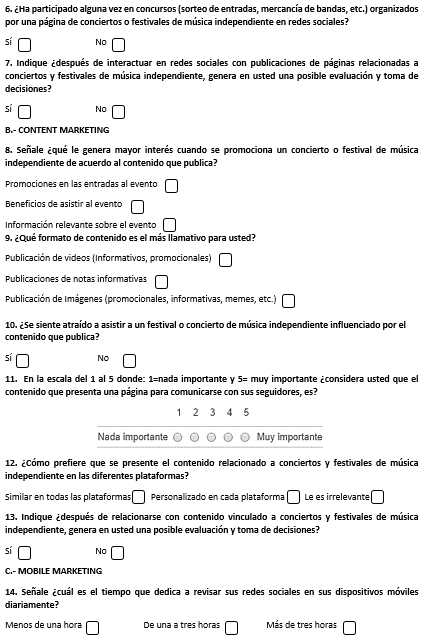 6. ¿Ha participado alguna vez en concursos (sorteo de entradas, mercancía de bandas, etc.) organizados
por una página de conciertos o festivales de música independiente en redes sociales?
Sí No
7. Indique ¿después de interactuar en redes sociales con publicaciones de páginas relacionadas a
conciertos y festivales de música independiente, genera en usted una posible evaluación y toma de
decisiones?
Sí No
B.- CONTENT MARKETING
8. Señale ¿qué le genera mayor interés cuando se promociona un concierto o festival de música
independiente de acuerdo al contenido que publica?
Promociones en las entradas al evento
Beneficios de asistir al evento
Información relevante sobre el evento
9. ¿Qué formato de contenido es el más llamativo para usted?
Publicación de videos (Informativos, promocionales)
Publicaciones de notas informativas
Publicación de Imágenes (promocionales, informativas, memes, etc.)
10. ¿Se siente atraído a asistir a un festival o concierto de música independiente influenciado por el
contenido que publica?
Sí No
11. En la escala del 1 al 5 donde: 1=nada importante y 5= muy importante ¿considera usted que el
contenido que presenta una página para comunicarse con sus seguidores, es?
1 2 3 4 5
Nada importante Muy importante
12. ¿Cómo prefiere que se presente el contenido relacionado a conciertos y festivales de música
independiente en las diferentes plataformas?
Similar en todas las plataformas Personalizado en cada plataforma Le es irrelevante
13. Indique ¿después de relacionarse con contenido vinculado a conciertos y festivales de música
independiente, genera en usted una posible evaluación y toma de decisiones?
Sí No
C.- MOBILE MARKETING
14. Señale ¿cuál es el tiempo que dedica a revisar sus redes sociales en sus dispositivos móviles
diariamente?
Menos de una hora De una a tres horas Más de tres horas